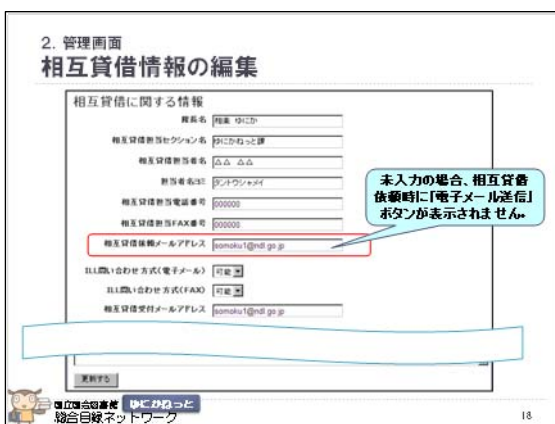 2. 管理画面
相互貸借情報の編集
相互貸借に関する情報
館長名 相楽 ゆにか
相互貸借担当セクション名 ゆにかねっと課
相互貸借担当者名 △△ △△
担当者名ヨミ タントウシャメイ
相互貸借担当電話番号 000000
相互貸借担当FAX番号 000000
相互貸借依頼メールアドレス somoku1@ndl.go.jp
ILL問い合わせ方式(電子メール) 可能
ILL問い合わせ方式(FAX) 可能
相互貸借受付メールアドレス somoku1@ndl.go.jp
未入力の場合、相互貸借
依頼時に「電子メール送信」
ボタンが表示されません。
更新する
国立国会図書館 ゆにかねっと
総合目録ネットワーク
18